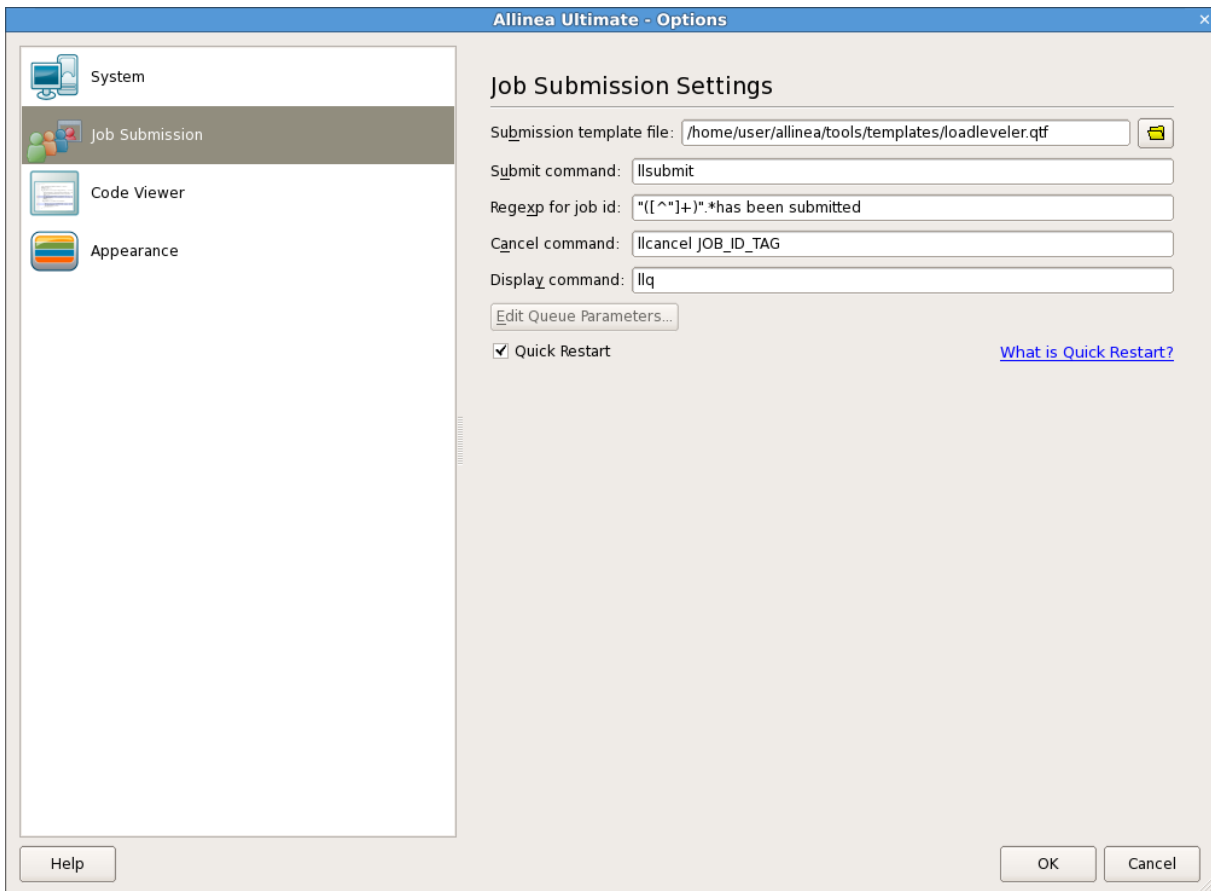 Allinea Ultimate - Options
System
Job Submission
Code Viewer
Appearance
Job Submission Settings
Submission template file: /home/user/allinea/tools/templates/loadleveler.qtf
Submit command: llsubmit
Regexp for job id: "([^"]+)".*has been submitted
Cancel command: llcancel JOB_ID_TAG
Display command: llq
Edit Queue Parameters...
Quick Restart What is Quick Restart?
Help OK Cancel